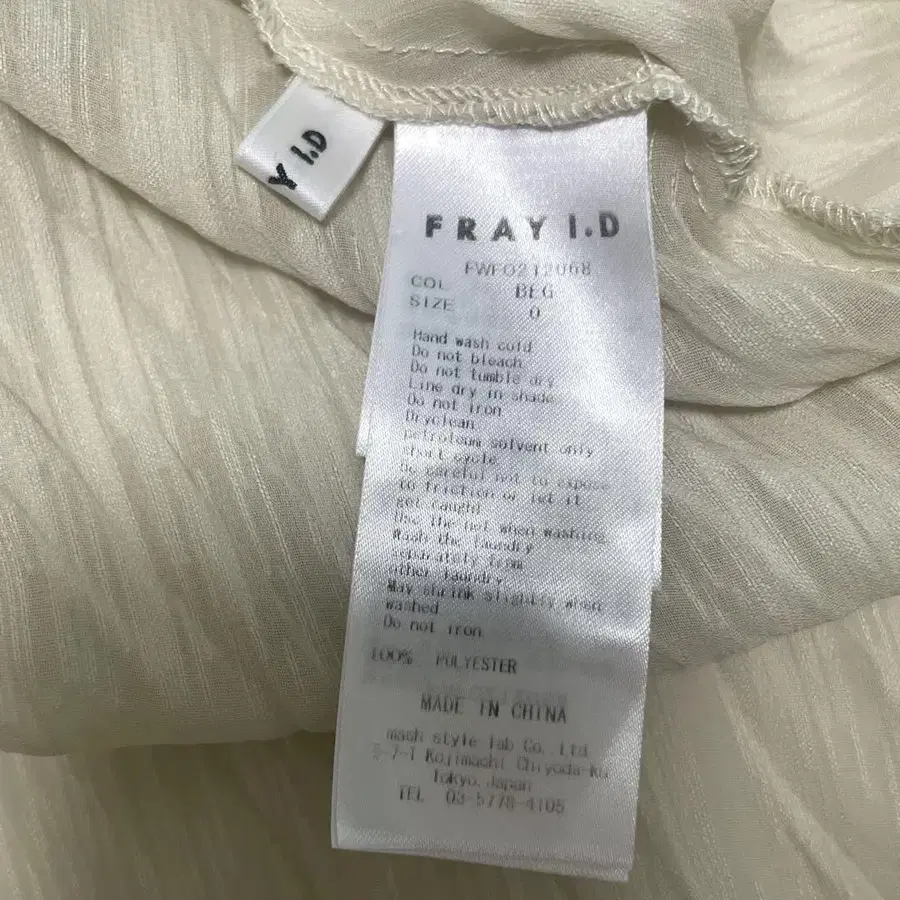 Y I.D
FRAY I.D
FWFO212068
COL BEG
SIZE 0
Hand wash cold
Do not bleach
Do not tumble dry
Line dry in shade
Do not iron
Dryclean
petroleum solvent only
short cycle
Be careful not to expose
to friction or let it
get caught
Use the net when washing.
Wash the laundry
separately from
other laundry.
May shrink slightly when
washed
Do not iron
100% POLYESTER
MADE IN CHINA
mash style lab Co.,Ltd.
5-7-1 Kojimachi Chiyoda-Ku
Tokyo,Japan
TEL 03-5778-4105